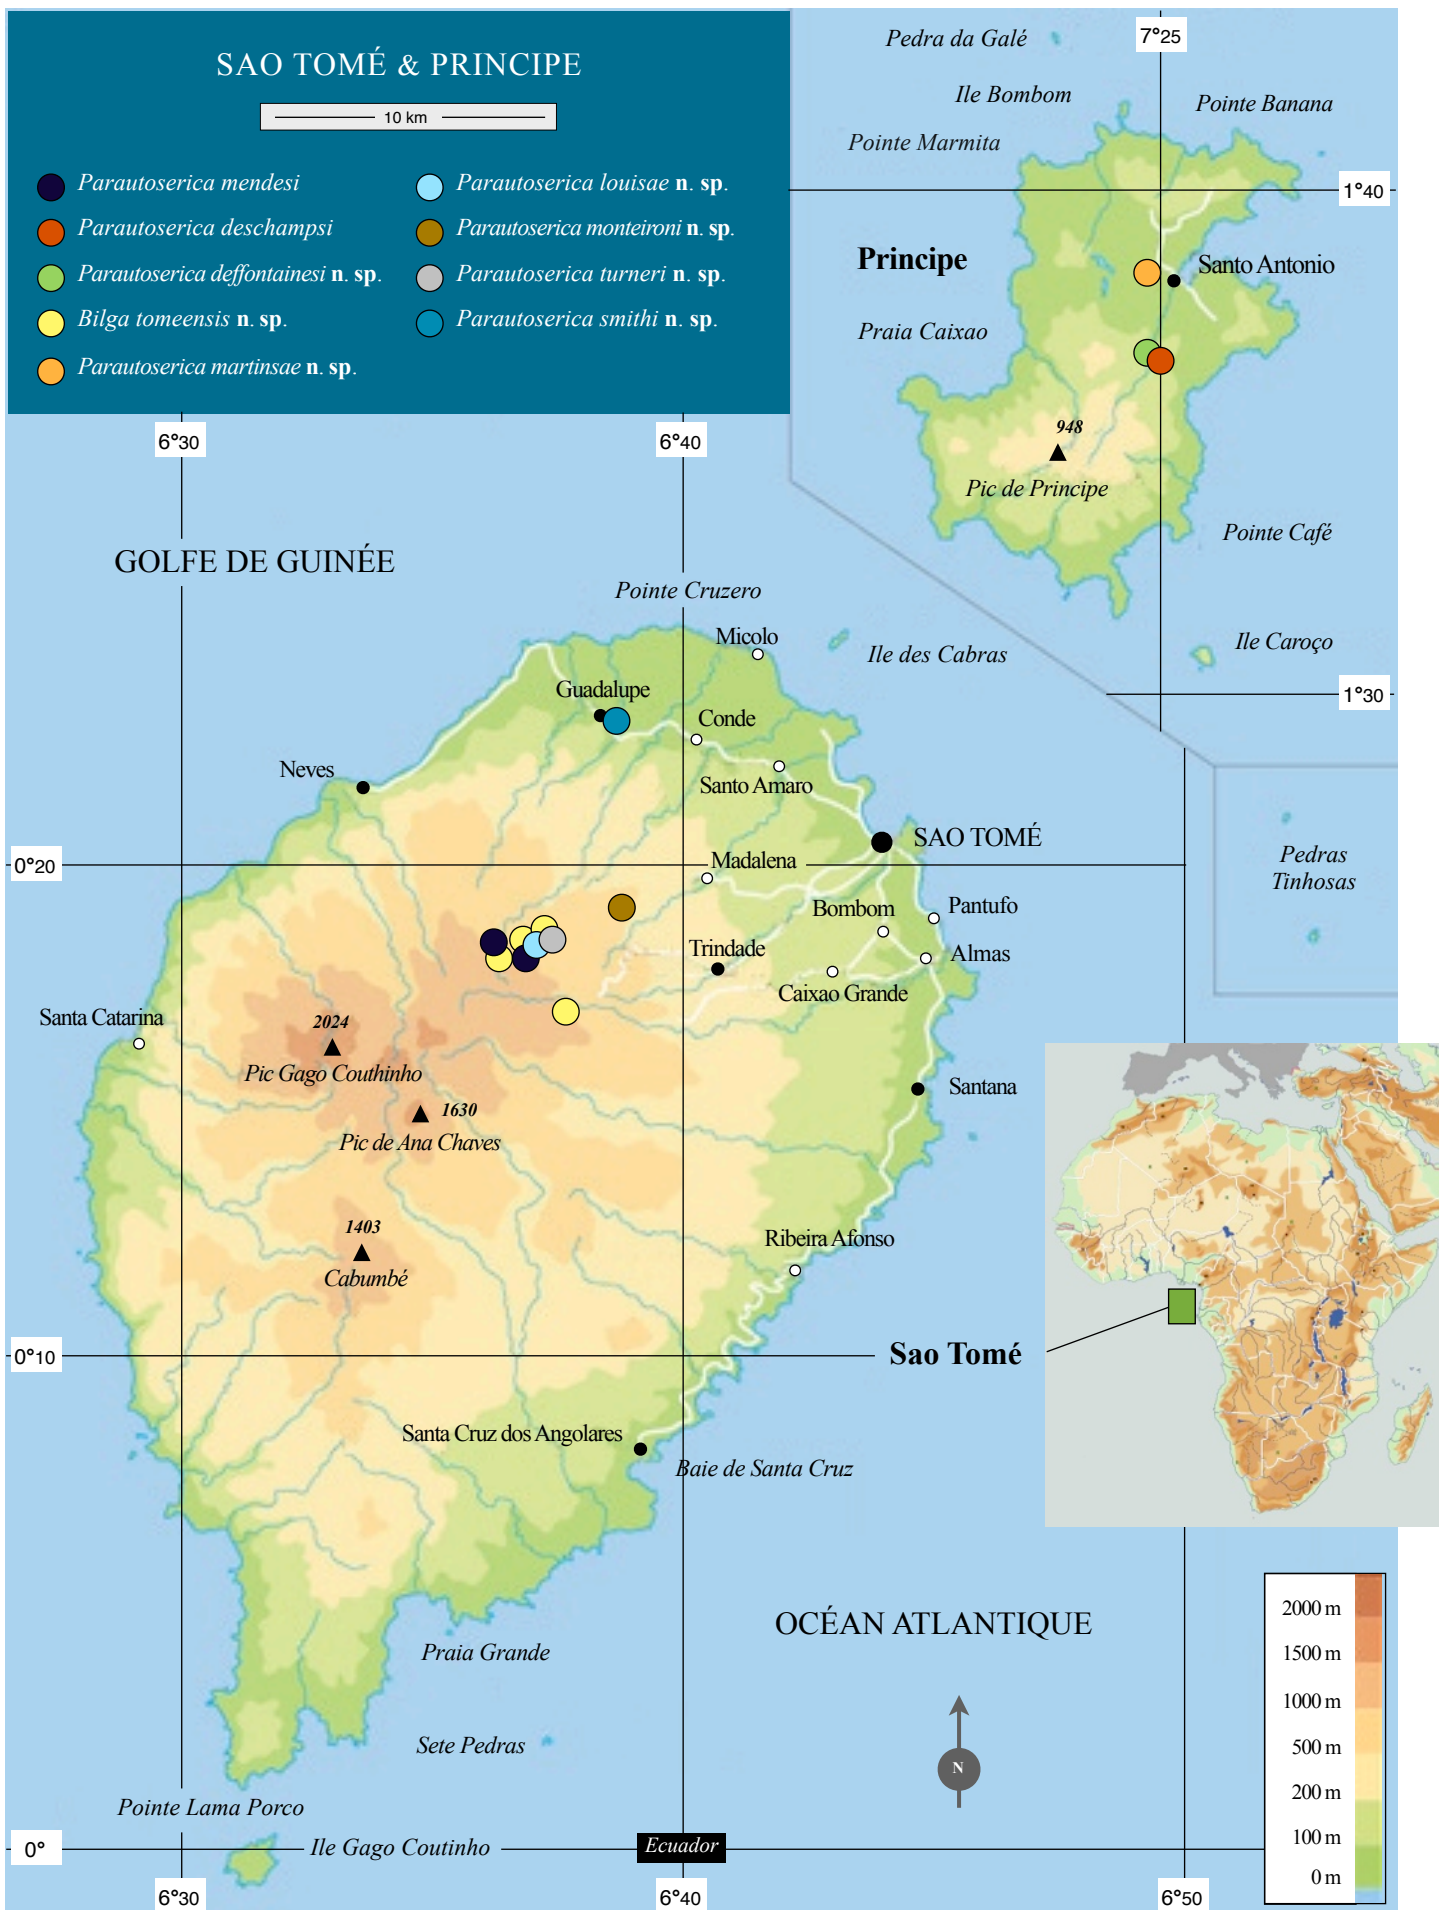 SAO TOMÉ & PRINCIPE
10 km
Parautoserica mendesi
Parautoserica deschampsi
Parautoserica deffontainesi n. sp.
Bilga tomeensis n. sp.
Parautoserica martinsae n. sp.
Parautoserica louisae n. sp.
Parautoserica monteironi n. sp.
Parautoserica turneri n. sp.
Parautoserica smithi n. sp.
Pedra da Galé
7°25
Ile Bombom
Pointe Banana
Pointe Marmita
1°40
Principe
Santo Antonio
Praia Caixao
948
Pic de Principe
Pointe Café
Ile Caroço
1°30
6°30
6°40
GOLFE DE GUINÉE
Pointe Cruzero
Micolo
Ile des Cabras
Guadalupe
Conde
Neves
Santo Amaro
SAO TOMÉ
0°20
Madalena
Pedras
Tinhosas
Bombom
Pantufo
Trindade
Almas
Caixao Grande
Santa Catarina
2024
Pic Gago Couthinho
Santana
1630
Pic de Ana Chaves
1403
Cabumbé
Ribeira Afonso
0°10
Sao Tomé
Santa Cruz dos Angolares
Baie de Santa Cruz
OCÉAN ATLANTIQUE
Praia Grande
Sete Pedras
N
2000 m
1500 m
1000 m
500 m
200 m
100 m
0 m
Pointe Lama Porco
0°
Ile Gago Coutinho
Ecuador
6°30
6°40
6°50